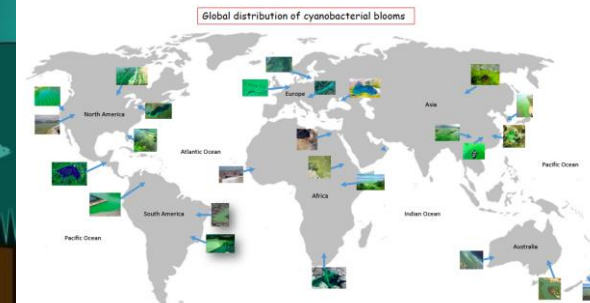 Global distribution of cyanobacterial blooms
Europe
Asia
North America
Atlantic Ocean
Pacific Ocean
Africa
South America
Indian Ocean
Pacific Ocean
Australia